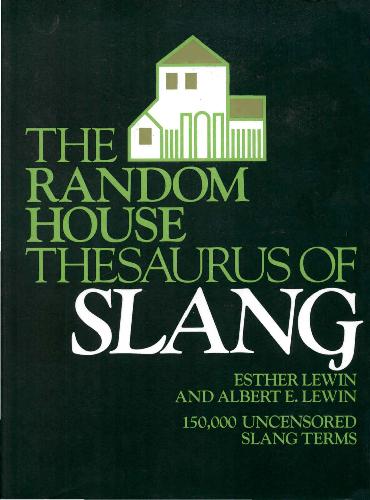 THE
RANDOM
HOUSE
THESAURUS OF
SLANG
ESTHER LEWIN
AND ALBERT E. LEWIN
150,000 UNCENSORED
SLANG TERMS